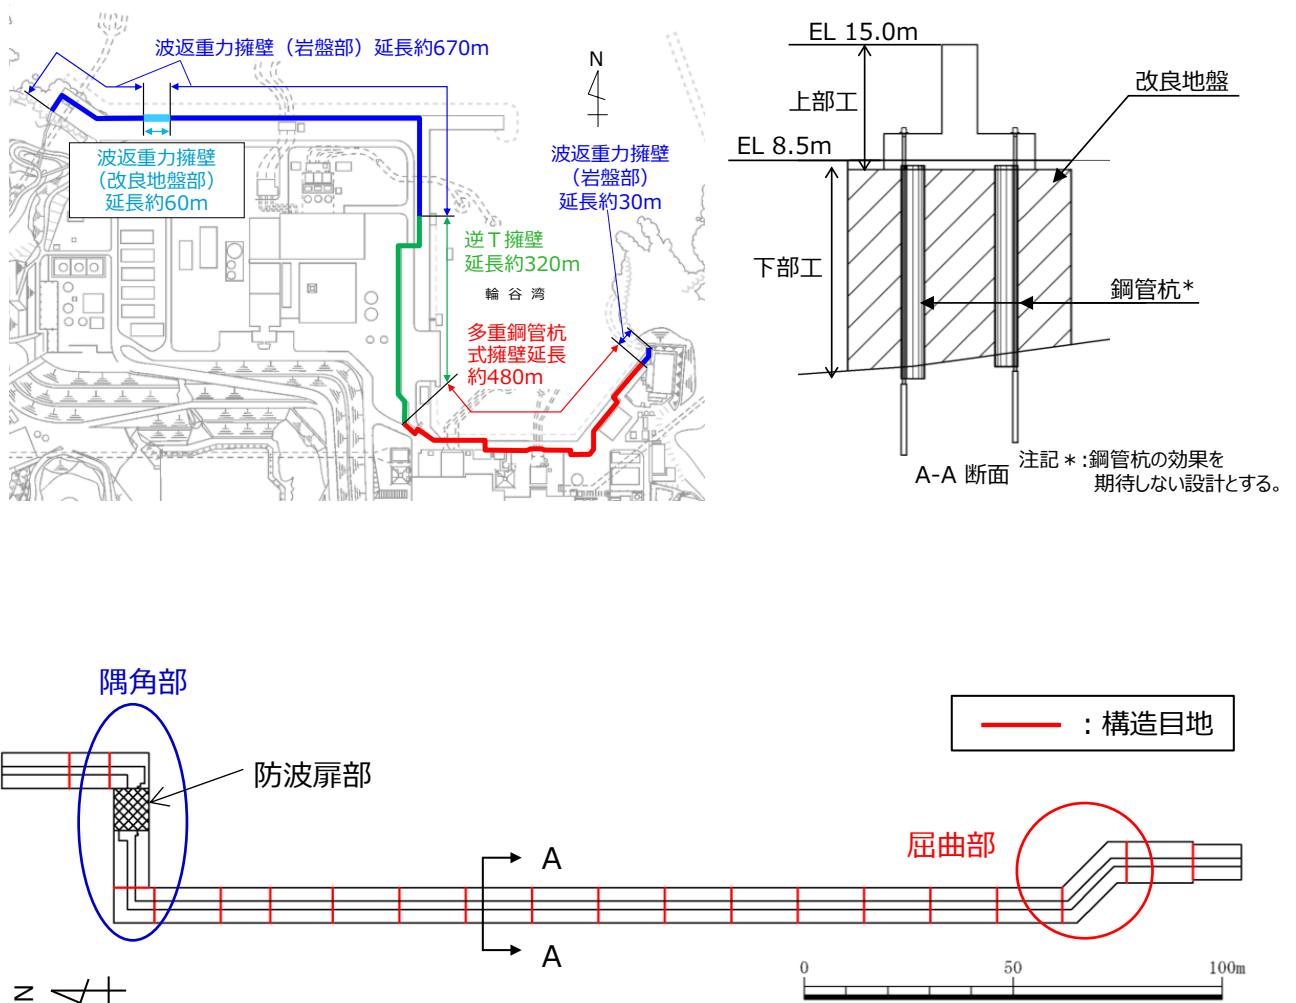 波返重力擁壁（岩盤部）延長約670m
N
波返重力擁壁
（改良地盤部）
延長約60m
波返重力擁壁
（岩盤部）
延長約30m
逆Ｔ擁壁
延長約320m
輪谷湾
多重鋼管杭
式擁壁延長
約480m
EL 15.0m
上部工
改良地盤
EL 8.5m
下部工
鋼管杭*
A-A 断面
注記*:鋼管杭の効果を
期待しない設計とする。
隅角部
防波扉部
：構造目地
屈曲部
A
A
N
0 50 100m